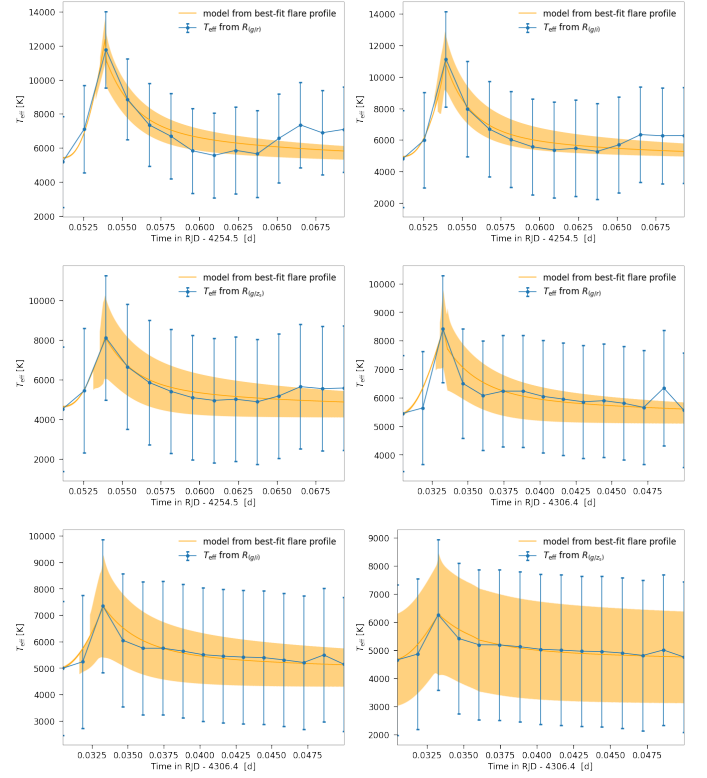 14000
12000
10000
8000
6000
4000
2000
T_eff [K]
model from best-fit flare profile
T_eff from R_(g/r)
0.0525 0.0550 0.0575 0.0600 0.0625 0.0650 0.0675
Time in RJD - 4254.5 [d]
14000
12000
10000
8000
6000
4000
2000
T_eff [K]
model from best-fit flare profile
T_eff from R_(g/i)
0.0525 0.0550 0.0575 0.0600 0.0625 0.0650 0.0675
Time in RJD - 4254.5 [d]
10000
8000
6000
4000
2000
T_eff [K]
model from best-fit flare profile
T_eff from R_(g/z_s)
0.0525 0.0550 0.0575 0.0600 0.0625 0.0650 0.0675
Time in RJD - 4254.5 [d]
10000
9000
8000
7000
6000
5000
4000
T_eff [K]
model from best-fit flare profile
T_eff from R_(g/r)
0.0325 0.0350 0.0375 0.0400 0.0425 0.0450 0.0475
Time in RJD - 4306.4 [d]
10000
9000
8000
7000
6000
5000
4000
3000
T_eff [K]
model from best-fit flare profile
T_eff from R_(g/i)
0.0325 0.0350 0.0375 0.0400 0.0425 0.0450 0.0475
Time in RJD - 4306.4 [d]
9000
8000
7000
6000
5000
4000
3000
2000
T_eff [K]
model from best-fit flare profile
T_eff from R_(g/z_s)
0.0325 0.0350 0.0375 0.0400 0.0425 0.0450 0.0475
Time in RJD - 4306.4 [d]